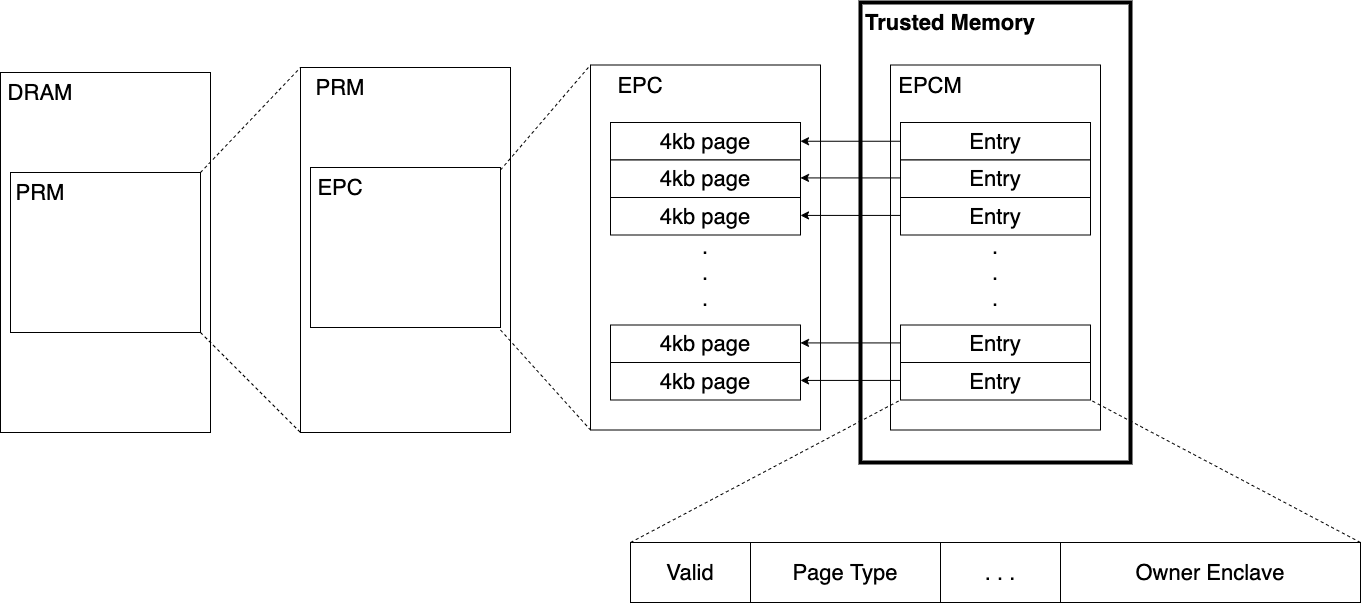 Trusted Memory
DRAM
PRM
PRM
EPC
EPC
4kb page
4kb page
4kb page
.
.
.
4kb page
4kb page
EPCM
Entry
Entry
Entry
.
.
.
Entry
Entry
Valid
Page Type
. . .
Owner Enclave